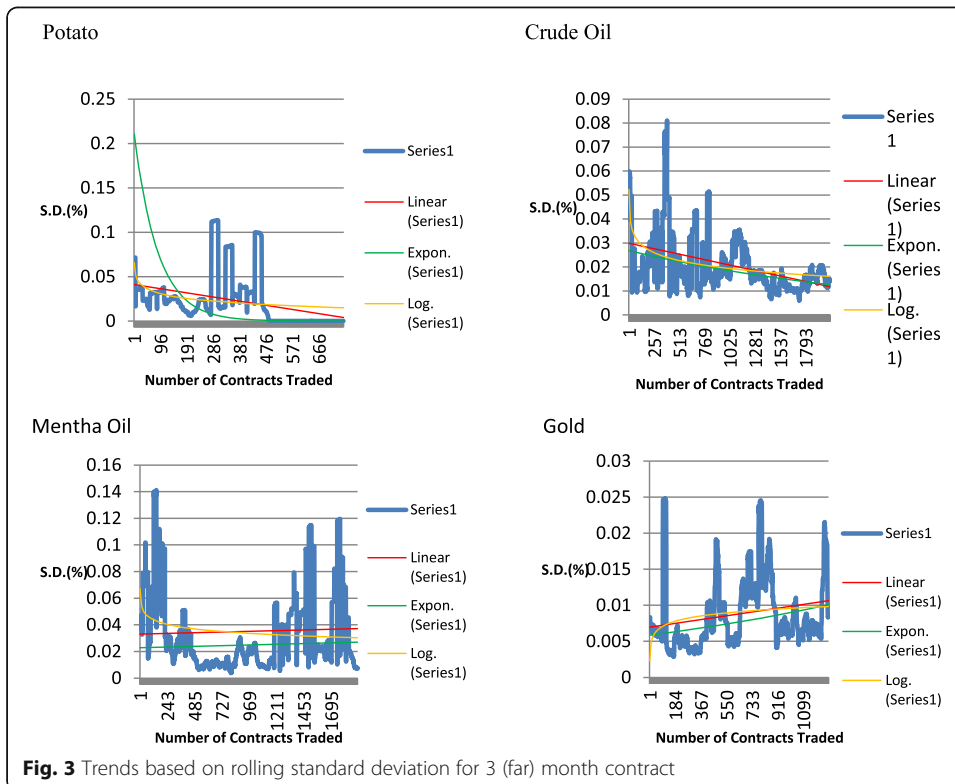 Potato
0.25
0.2
0.15
S.D.(%)
0.1
0.05
0
1
96
191
286
381
476
571
666
Number of Contracts Traded
Series1
Linear
(Series1)
Expon.
(Series1)
Log.
(Series1)
Crude Oil
0.09
0.08
0.07
0.06
0.05
S.D.(%)
0.04
0.03
0.02
0.01
0
1
257
513
769
1025
1281
1537
1793
Number of Contracts Traded
Series
1
Linear
(Series
1)
Expon.
(Series
1)
Log.
(Series
1)
Mentha Oil
0.16
0.14
0.12
0.1
S.D.(%)
0.08
0.06
0.04
0.02
0
1
243
485
727
969
1211
1453
1695
Number of Contracts Traded
Series1
Linear
(Series1)
Expon.
(Series1)
Log.
(Series1)
Gold
0.03
0.025
0.02
S.D.(%)
0.015
0.01
0.005
0
1
184
367
550
733
916
1099
Number of Contracts Traded
Series1
Linear
(Series1)
Expon.
(Series1)
Log.
(Series1)
Fig. 3 Trends based on rolling standard deviation for 3 (far) month contract